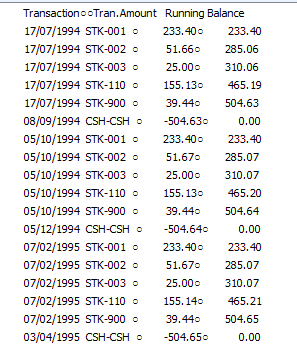 Transaction○○Tran.Amount Running Balance
17/07/1994 STK-001 ○ 233.40○ 233.40
17/07/1994 STK-002 ○ 51.66○ 285.06
17/07/1994 STK-003 ○ 25.00○ 310.06
17/07/1994 STK-110 ○ 155.13○ 465.19
17/07/1994 STK-900 ○ 39.44○ 504.63
08/09/1994 CSH-CSH ○ -504.63○ 0.00
05/10/1994 STK-001 ○ 233.40○ 233.40
05/10/1994 STK-002 ○ 51.67○ 285.07
05/10/1994 STK-003 ○ 25.00○ 310.07
05/10/1994 STK-110 ○ 155.13○ 465.20
05/10/1994 STK-900 ○ 39.44○ 504.64
05/12/1994 CSH-CSH ○ -504.64○ 0.00
07/02/1995 STK-001 ○ 233.40○ 233.40
07/02/1995 STK-002 ○ 51.67○ 285.07
07/02/1995 STK-003 ○ 25.00○ 310.07
07/02/1995 STK-110 ○ 155.14○ 465.21
07/02/1995 STK-900 ○ 39.44○ 504.65
03/04/1995 CSH-CSH ○ -504.65○ 0.00